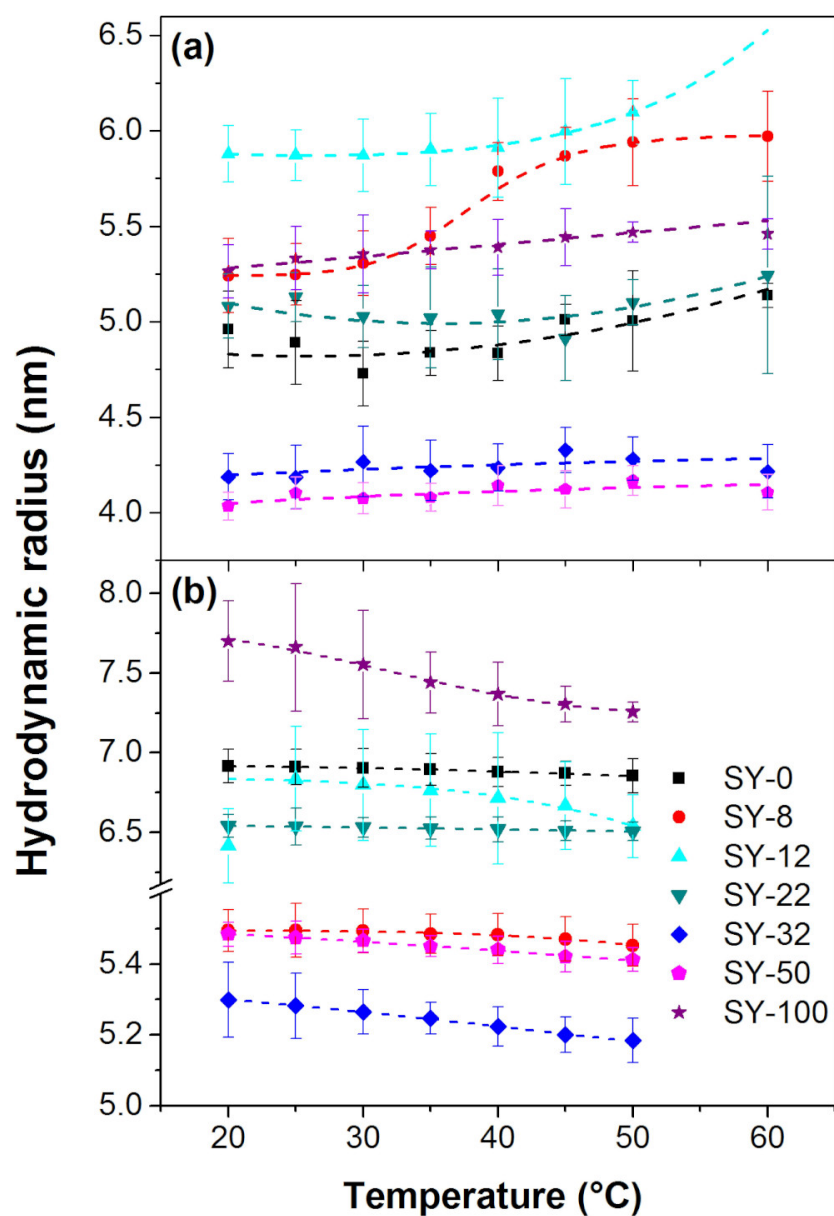 (a)
6.5
6.0
5.5
5.0
4.5
4.0
Hydrodynamic radius (nm)
(b)
8.0
7.5
7.0
6.5
5.4
5.2
5.0
SY-0
SY-8
SY-12
SY-22
SY-32
SY-50
SY-100
20 30 40 50 60
Temperature (°C)